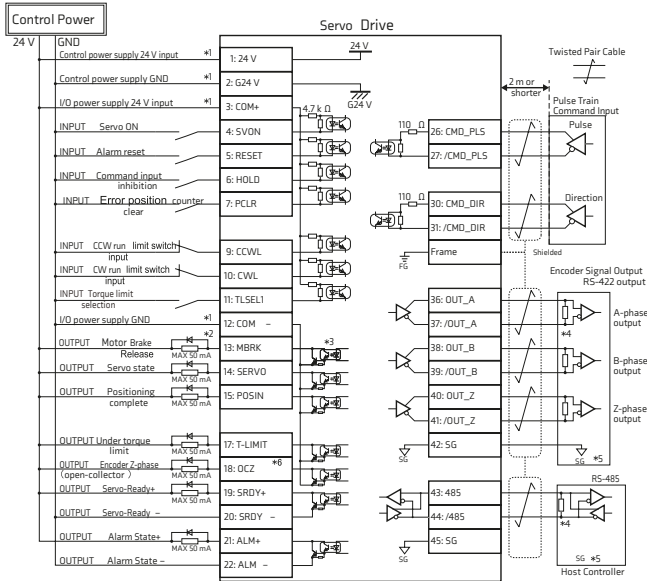 Control Power
24 V
GND
Servo Drive
24 V
G24 V
Control power supply 24 V input *1
1: 24 V
Control power supply GND *1
2: G24 V
I/O power supply 24 V input *1
3: COM+
4.7 k Ω
INPUT Servo ON
4: SVON
INPUT Alarm reset
5: RESET
INPUT Command input
inhibition
6: HOLD
INPUT Error position counter
clear
7: PCLR
INPUT CCW run limit switch
input
9: CCWL
INPUT CW run limit switch
input
10: CWL
INPUT Torque limit
selection
11: TLSEL1
I/O power supply GND *1
12: COM −
*2
*3
OUTPUT Motor Brake
Release
MAX 50 mA
13: MBRK
OUTPUT Servo state
MAX 50 mA
14: SERVO
OUTPUT Positioning
complete
MAX 50 mA
15: POSIN
OUTPUT Under torque
limit
MAX 50 mA
17: T-LIMIT
OUTPUT Encoder Z-phase
(open-collector )
MAX 50 mA
18: OCZ
*6
OUTPUT Servo-Ready+
MAX 50 mA
19: SRDY+
OUTPUT Servo-Ready −
20: SRDY −
OUTPUT Alarm State+
MAX 50 mA
21: ALM+
OUTPUT Alarm State −
22: ALM −
Twisted Pair Cable
2 m or
shorter
Pulse Train
Command Input
110 Ω
26: CMD_PLS
27: /CMD_PLS
Pulse
110 Ω
30: CMD_DIR
31: /CMD_DIR
Direction
FG
Frame
Shielded
Encoder Signal Output
RS-422 output
36: OUT_A
37: /OUT_A
*4
A-phase
output
38: OUT_B
39: /OUT_B
B-phase
output
40: OUT_Z
41: /OUT_Z
Z-phase
output
SG
42: SG
SG *5
RS-485
43: 485
44: /485
*4
SG
45: SG
SG *5
Host Controller